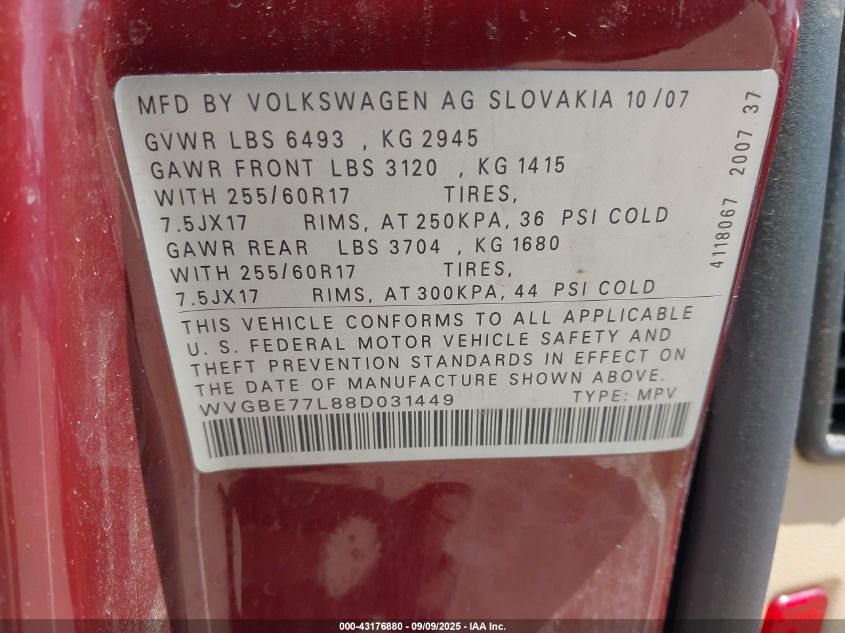 MFD BY VOLKSWAGEN AG SLOVAKIA 10/07
GVWR LBS 6493 , KG 2945
GAWR FRONT LBS 3120 , KG 1415
WITH 255/60R17 TIRES,
7.5JX17 RIMS, AT 250KPA, 36 PSI COLD
GAWR REAR LBS 3704 , KG 1680
WITH 255/60R17 TIRES,
7.5JX17 RIMS, AT 300KPA, 44 PSI COLD
THIS VEHICLE CONFORMS TO ALL APPLICABLE
U. S. FEDERAL MOTOR VEHICLE SAFETY AND
THEFT PREVENTION STANDARDS IN EFFECT ON
THE DATE OF MANUFACTURE SHOWN ABOVE.
WVGBE77L88D031449 TYPE: MPV
4118067 2007 37
000-43176880 - 09/09/2025 - IAA Inc.